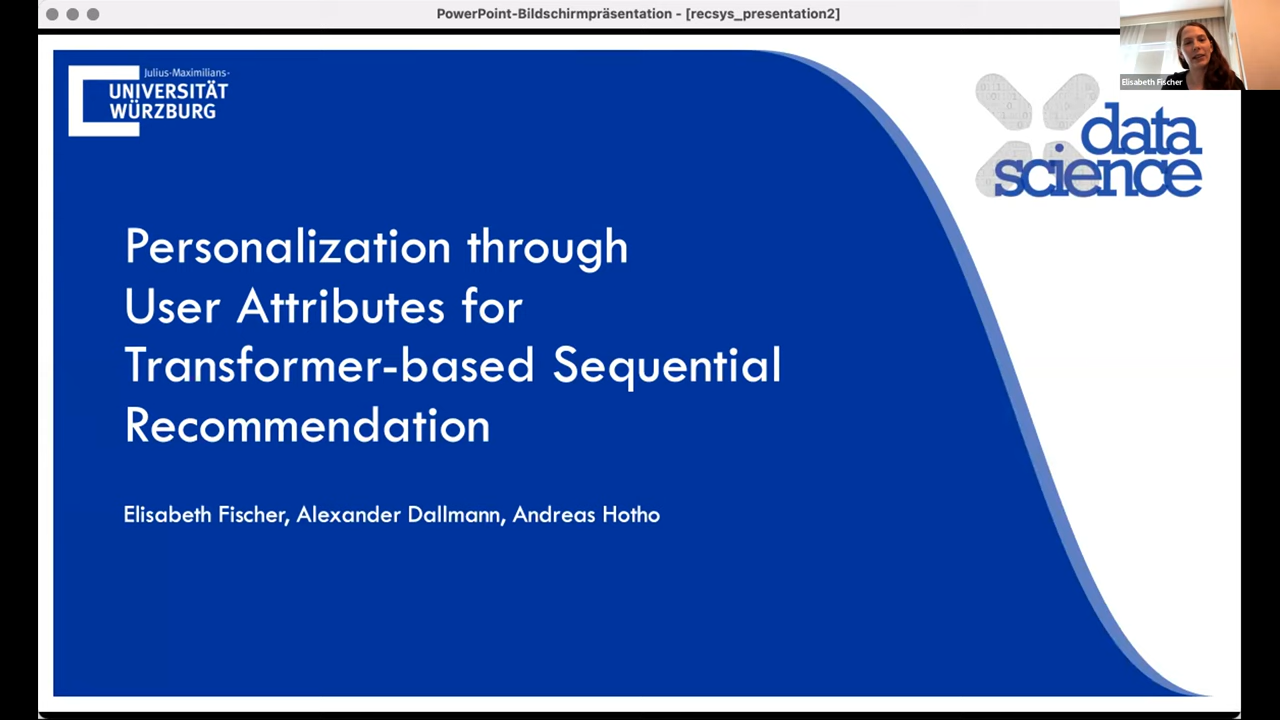 PowerPoint-Bildschirmpräsentation - [recsys_presentation2]
Elisabeth Fischer
Julius-Maximilians-
UNIVERSITÄT
WÜRZBURG
data
science
Personalization through
User Attributes for
Transformer-based Sequential
Recommendation
Elisabeth Fischer, Alexander Dallmann, Andreas Hotho